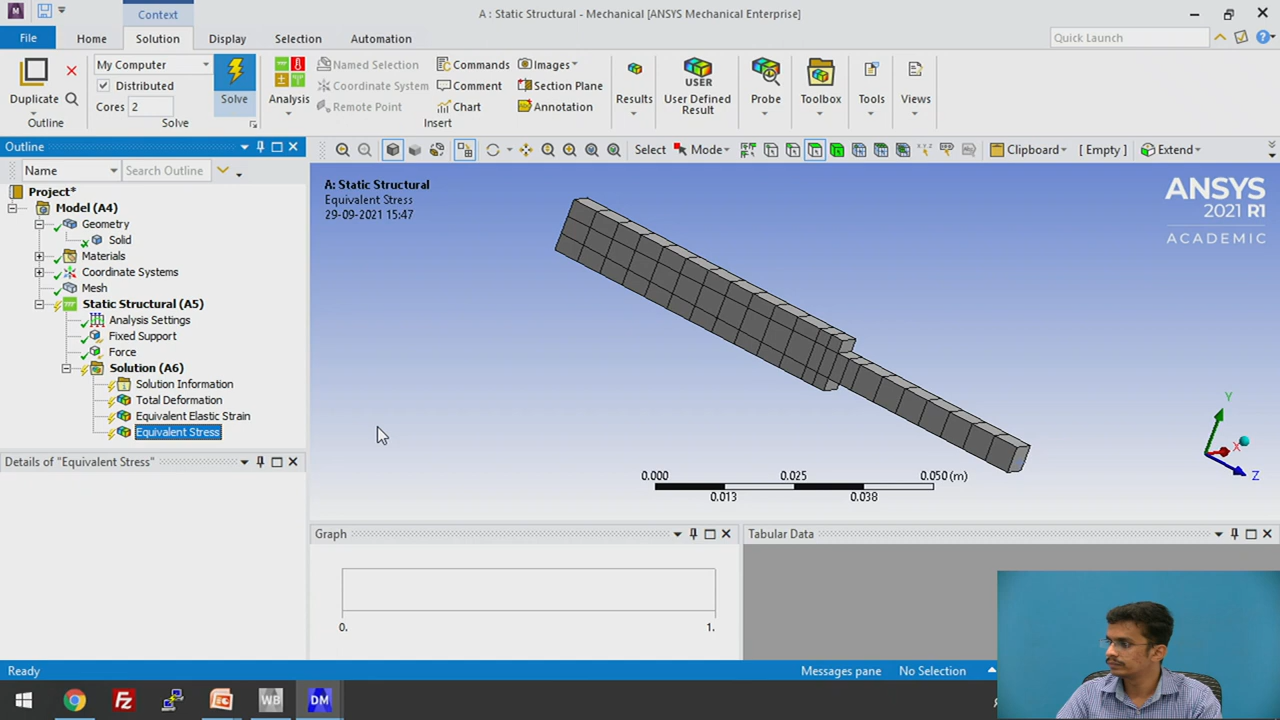 Context
A : Static Structural - Mechanical [ANSYS Mechanical Enterprise]
File
Home
Solution
Display
Selection
Automation
Quick Launch
Duplicate
Outline
My Computer
Distributed
Cores 2
Solve
Solve
Analysis
Named Selection
Coordinate System
Remote Point
Commands
Comment
Chart
Images
Section Plane
Annotation
Insert
Results
USER
User Defined
Result
Probe
Toolbox
Tools
Views
Outline
Name
Search Outline
Select
Mode
Clipboard
[ Empty ]
Extend
Project*
Model (A4)
Geometry
Solid
Materials
Coordinate Systems
Mesh
Static Structural (A5)
Analysis Settings
Fixed Support
Force
Solution (A6)
Solution Information
Total Deformation
Equivalent Elastic Strain
Equivalent Stress
Details of "Equivalent Stress"
A: Static Structural
Equivalent Stress
29-09-2021 15:47
ANSYS
2021 R1
ACADEMIC
Y
X
Z
0.000
0.025
0.050 (m)
0.013
0.038
Graph
0.
1.
Tabular Data
Ready
Messages pane
No Selection
WB
DM